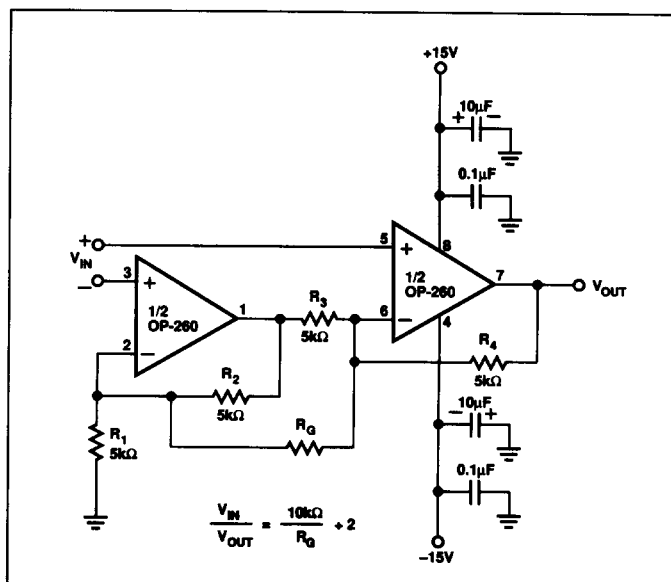 +15V
+ 10µF −
0.1µF
+
V_IN
−
3
+
1/2
OP-260
2
−
1
R3
5kΩ
5
+
8
1/2
OP-260
6
−
4
7
V_OUT
R4
5kΩ
R2
5kΩ
RG
R1
5kΩ
− 10µF +
0.1µF
−15V
V_IN / V_OUT = 10kΩ / RG + 2